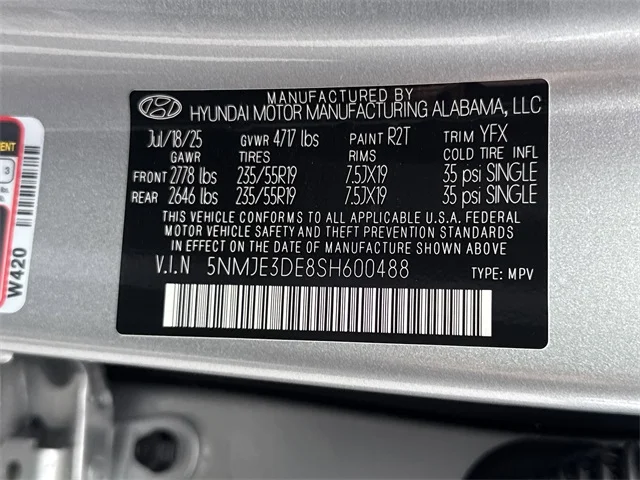 MANUFACTURED BY
HYUNDAI MOTOR MANUFACTURING ALABAMA, LLC
Jul/18/25 GVWR 4717 lbs PAINT R2T TRIM YFX
GAWR TIRES RIMS COLD TIRE INFL
FRONT 2778 lbs 235/55R19 7.5JX19 35 psi SINGLE
REAR 2646 lbs 235/55R19 7.5JX19 35 psi SINGLE
THIS VEHICLE CONFORMS TO ALL APPLICABLE U.S.A. FEDERAL
MOTOR VEHICLE SAFETY AND THEFT PREVENTION STANDARDS
IN EFFECT ON THE DATE OF MANUFACTURE SHOWN ABOVE.
V.I.N 5NMJE3DE8SH600488 TYPE: MPV
W420
3